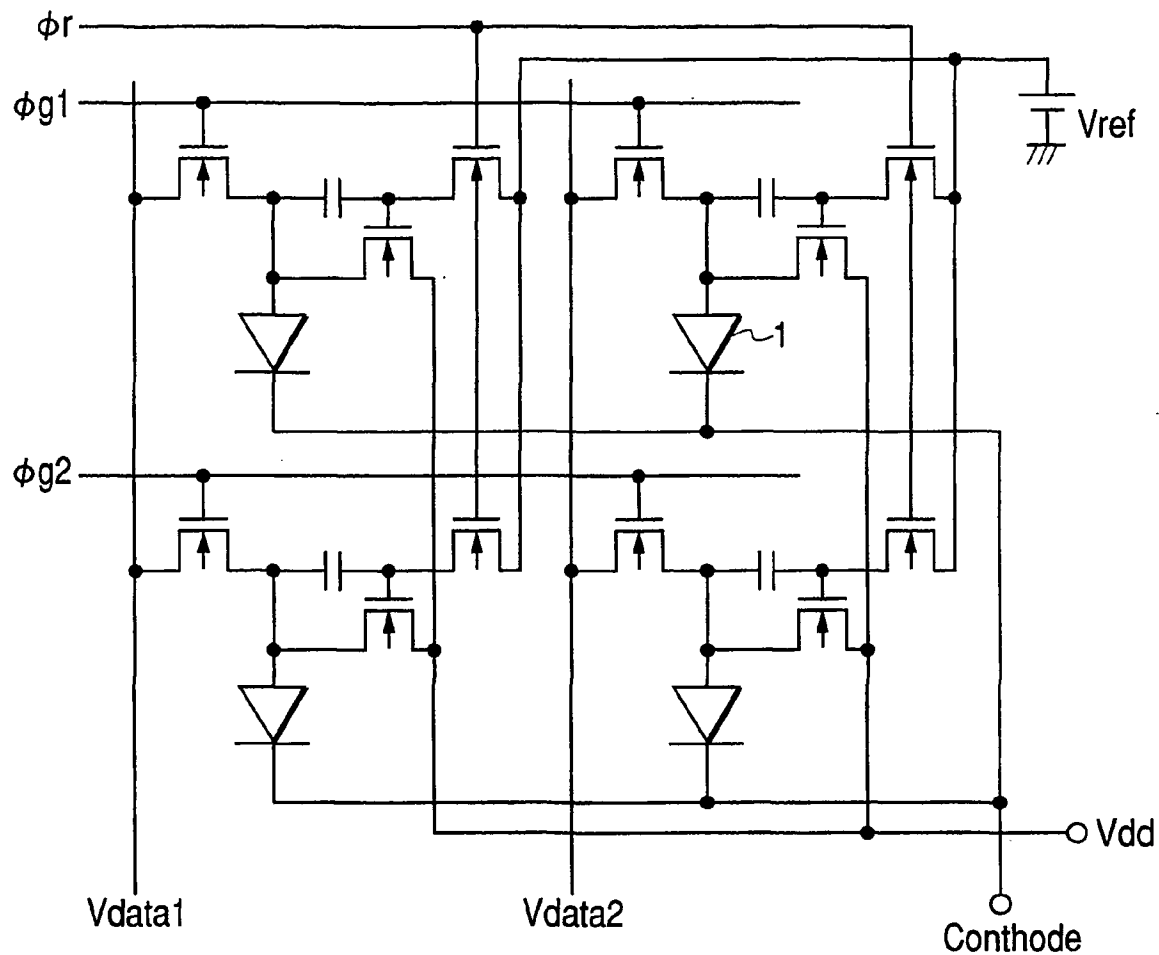 φr
φg1
Vref
1
φg2
Vdd
Vdata1
Vdata2
Conthode